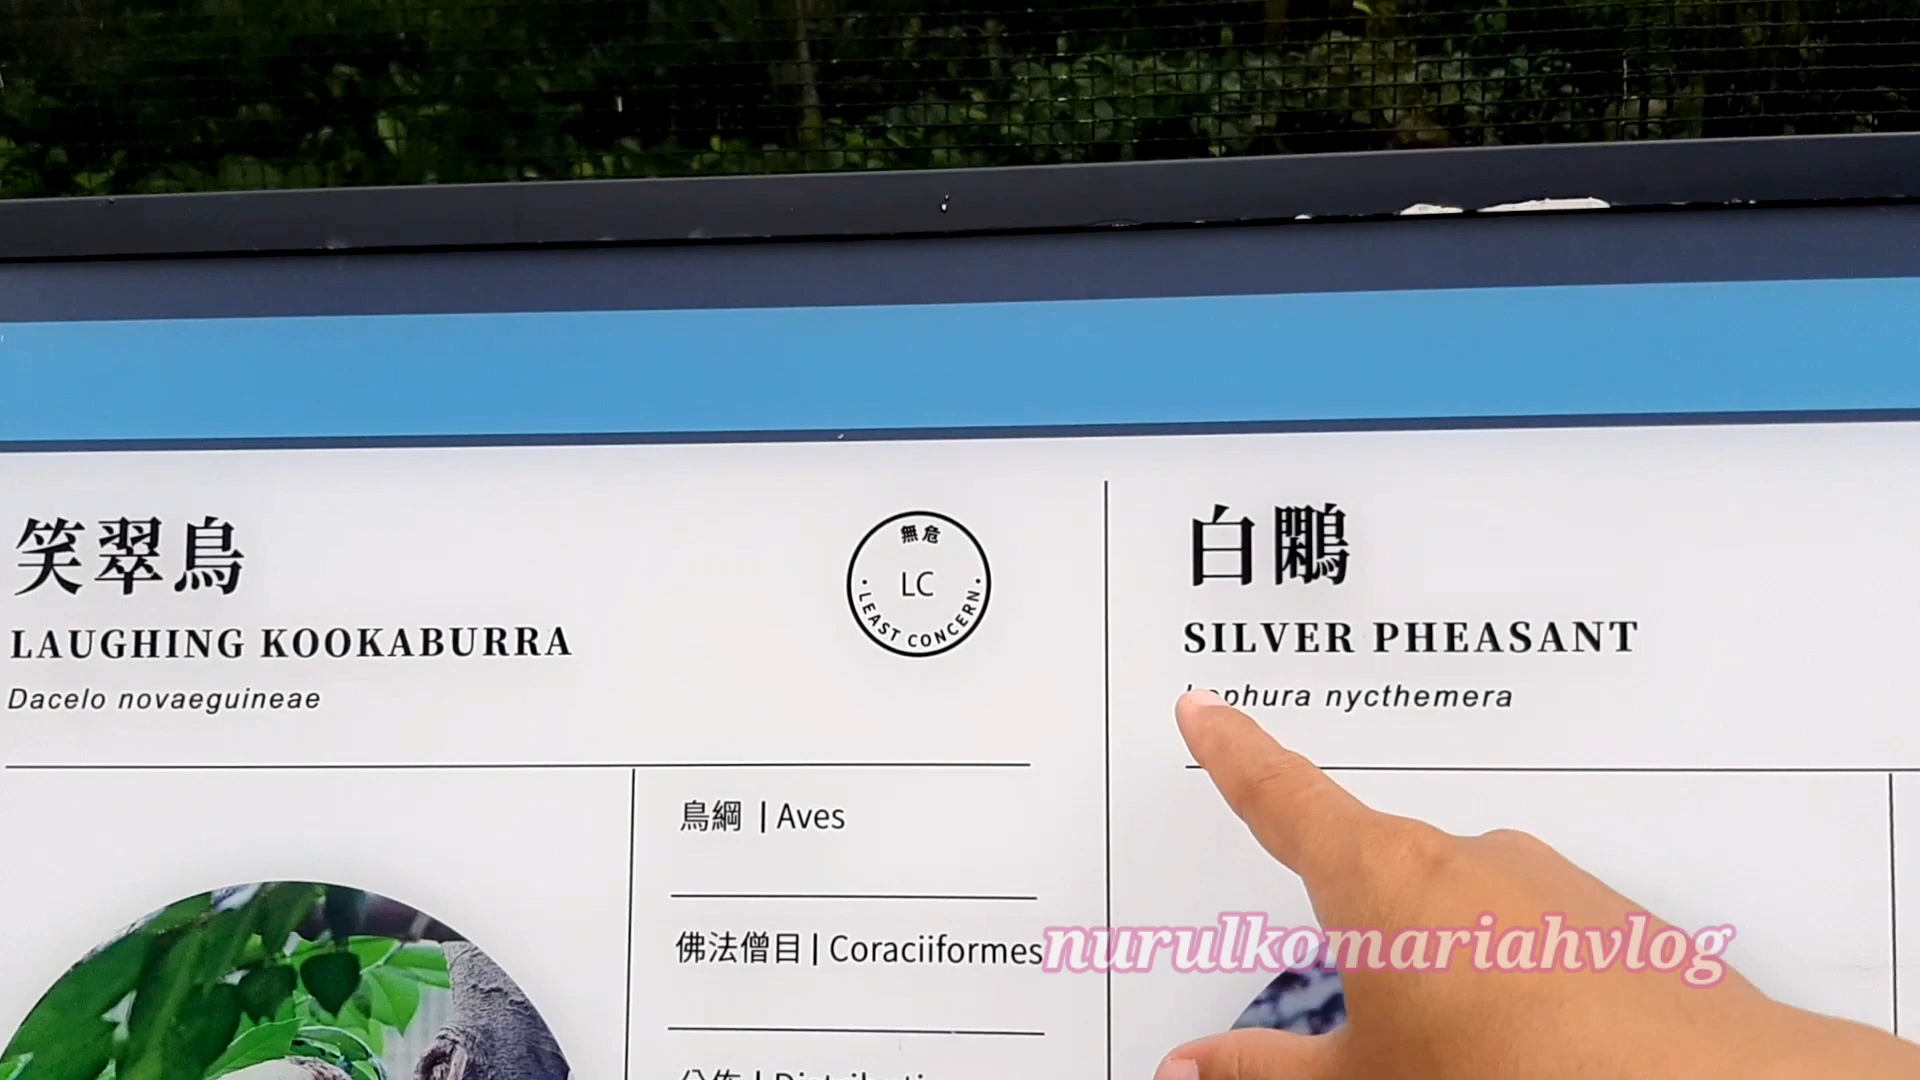 笑翠鳥
LAUGHING KOOKABURRA
Dacelo novaeguineae
無危
LC
LEAST CONCERN
鳥綱 | Aves
佛法僧目 | Coraciiformes
白鷴
SILVER PHEASANT
nycthemera
nurulkomariahvlog